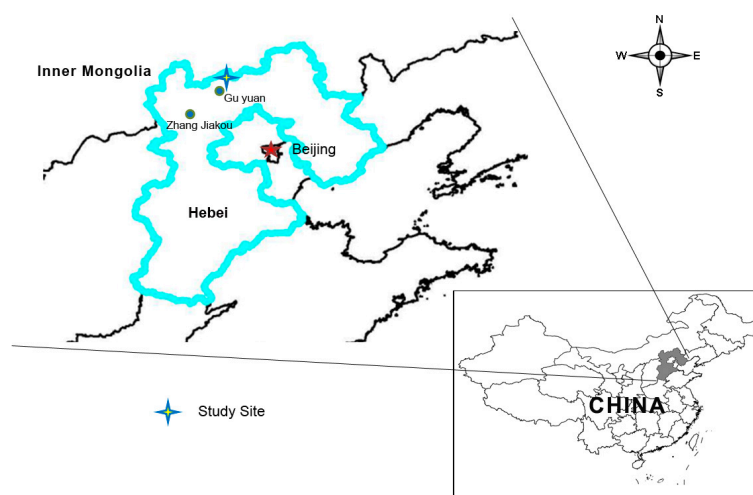 N
W E
S
Inner Mongolia
Gu yuan
Zhang Jiakou
Beijing
Hebei
Study Site
CHINA